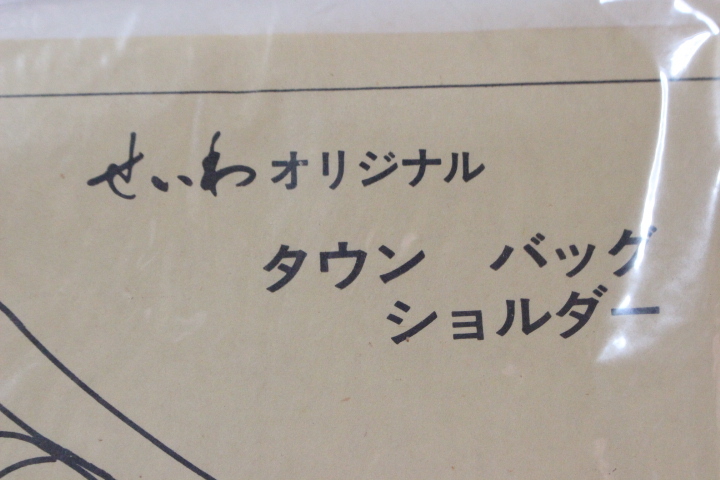 せいわオリジナル
タウン　バッグ
ショルダー